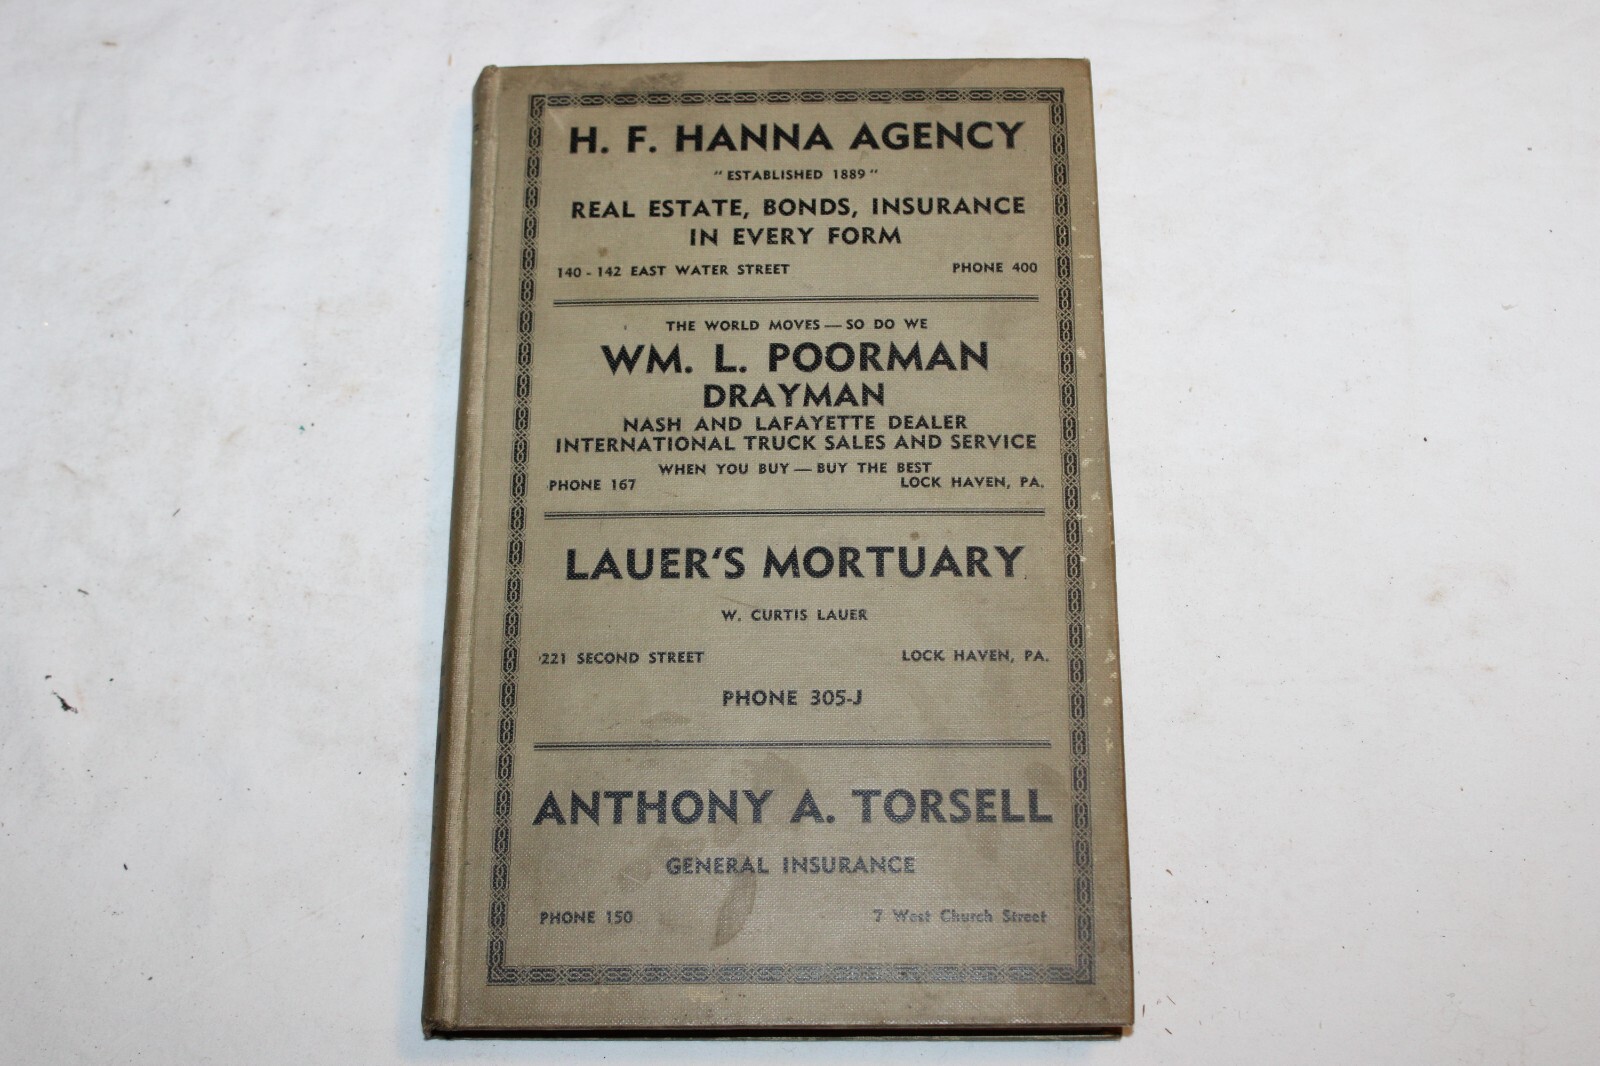 H. F. HANNA AGENCY
"ESTABLISHED 1889"
REAL ESTATE, BONDS, INSURANCE
IN EVERY FORM
140 - 142 EAST WATER STREET PHONE 400
THE WORLD MOVES — SO DO WE
WM. L. POORMAN
DRAYMAN
NASH AND LAFAYETTE DEALER
INTERNATIONAL TRUCK SALES AND SERVICE
WHEN YOU BUY — BUY THE BEST
PHONE 167 LOCK HAVEN, PA.
LAUER'S MORTUARY
W. CURTIS LAUER
221 SECOND STREET LOCK HAVEN, PA.
PHONE 305-J
ANTHONY A. TORSELL
GENERAL INSURANCE
PHONE 150 7 West Church Street